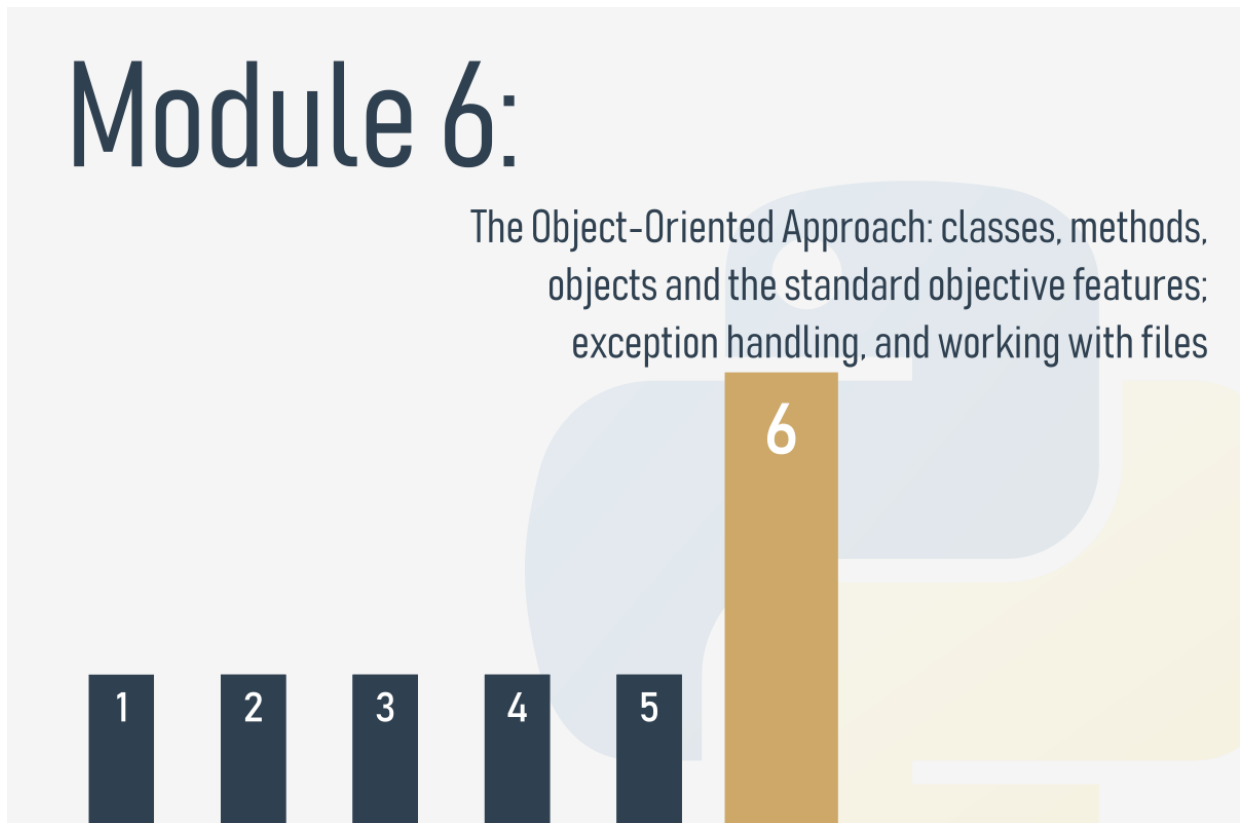 Module 6:
The Object-Oriented Approach: classes, methods,
objects and the standard objective features;
exception handling, and working with files
6
1 2 3 4 5